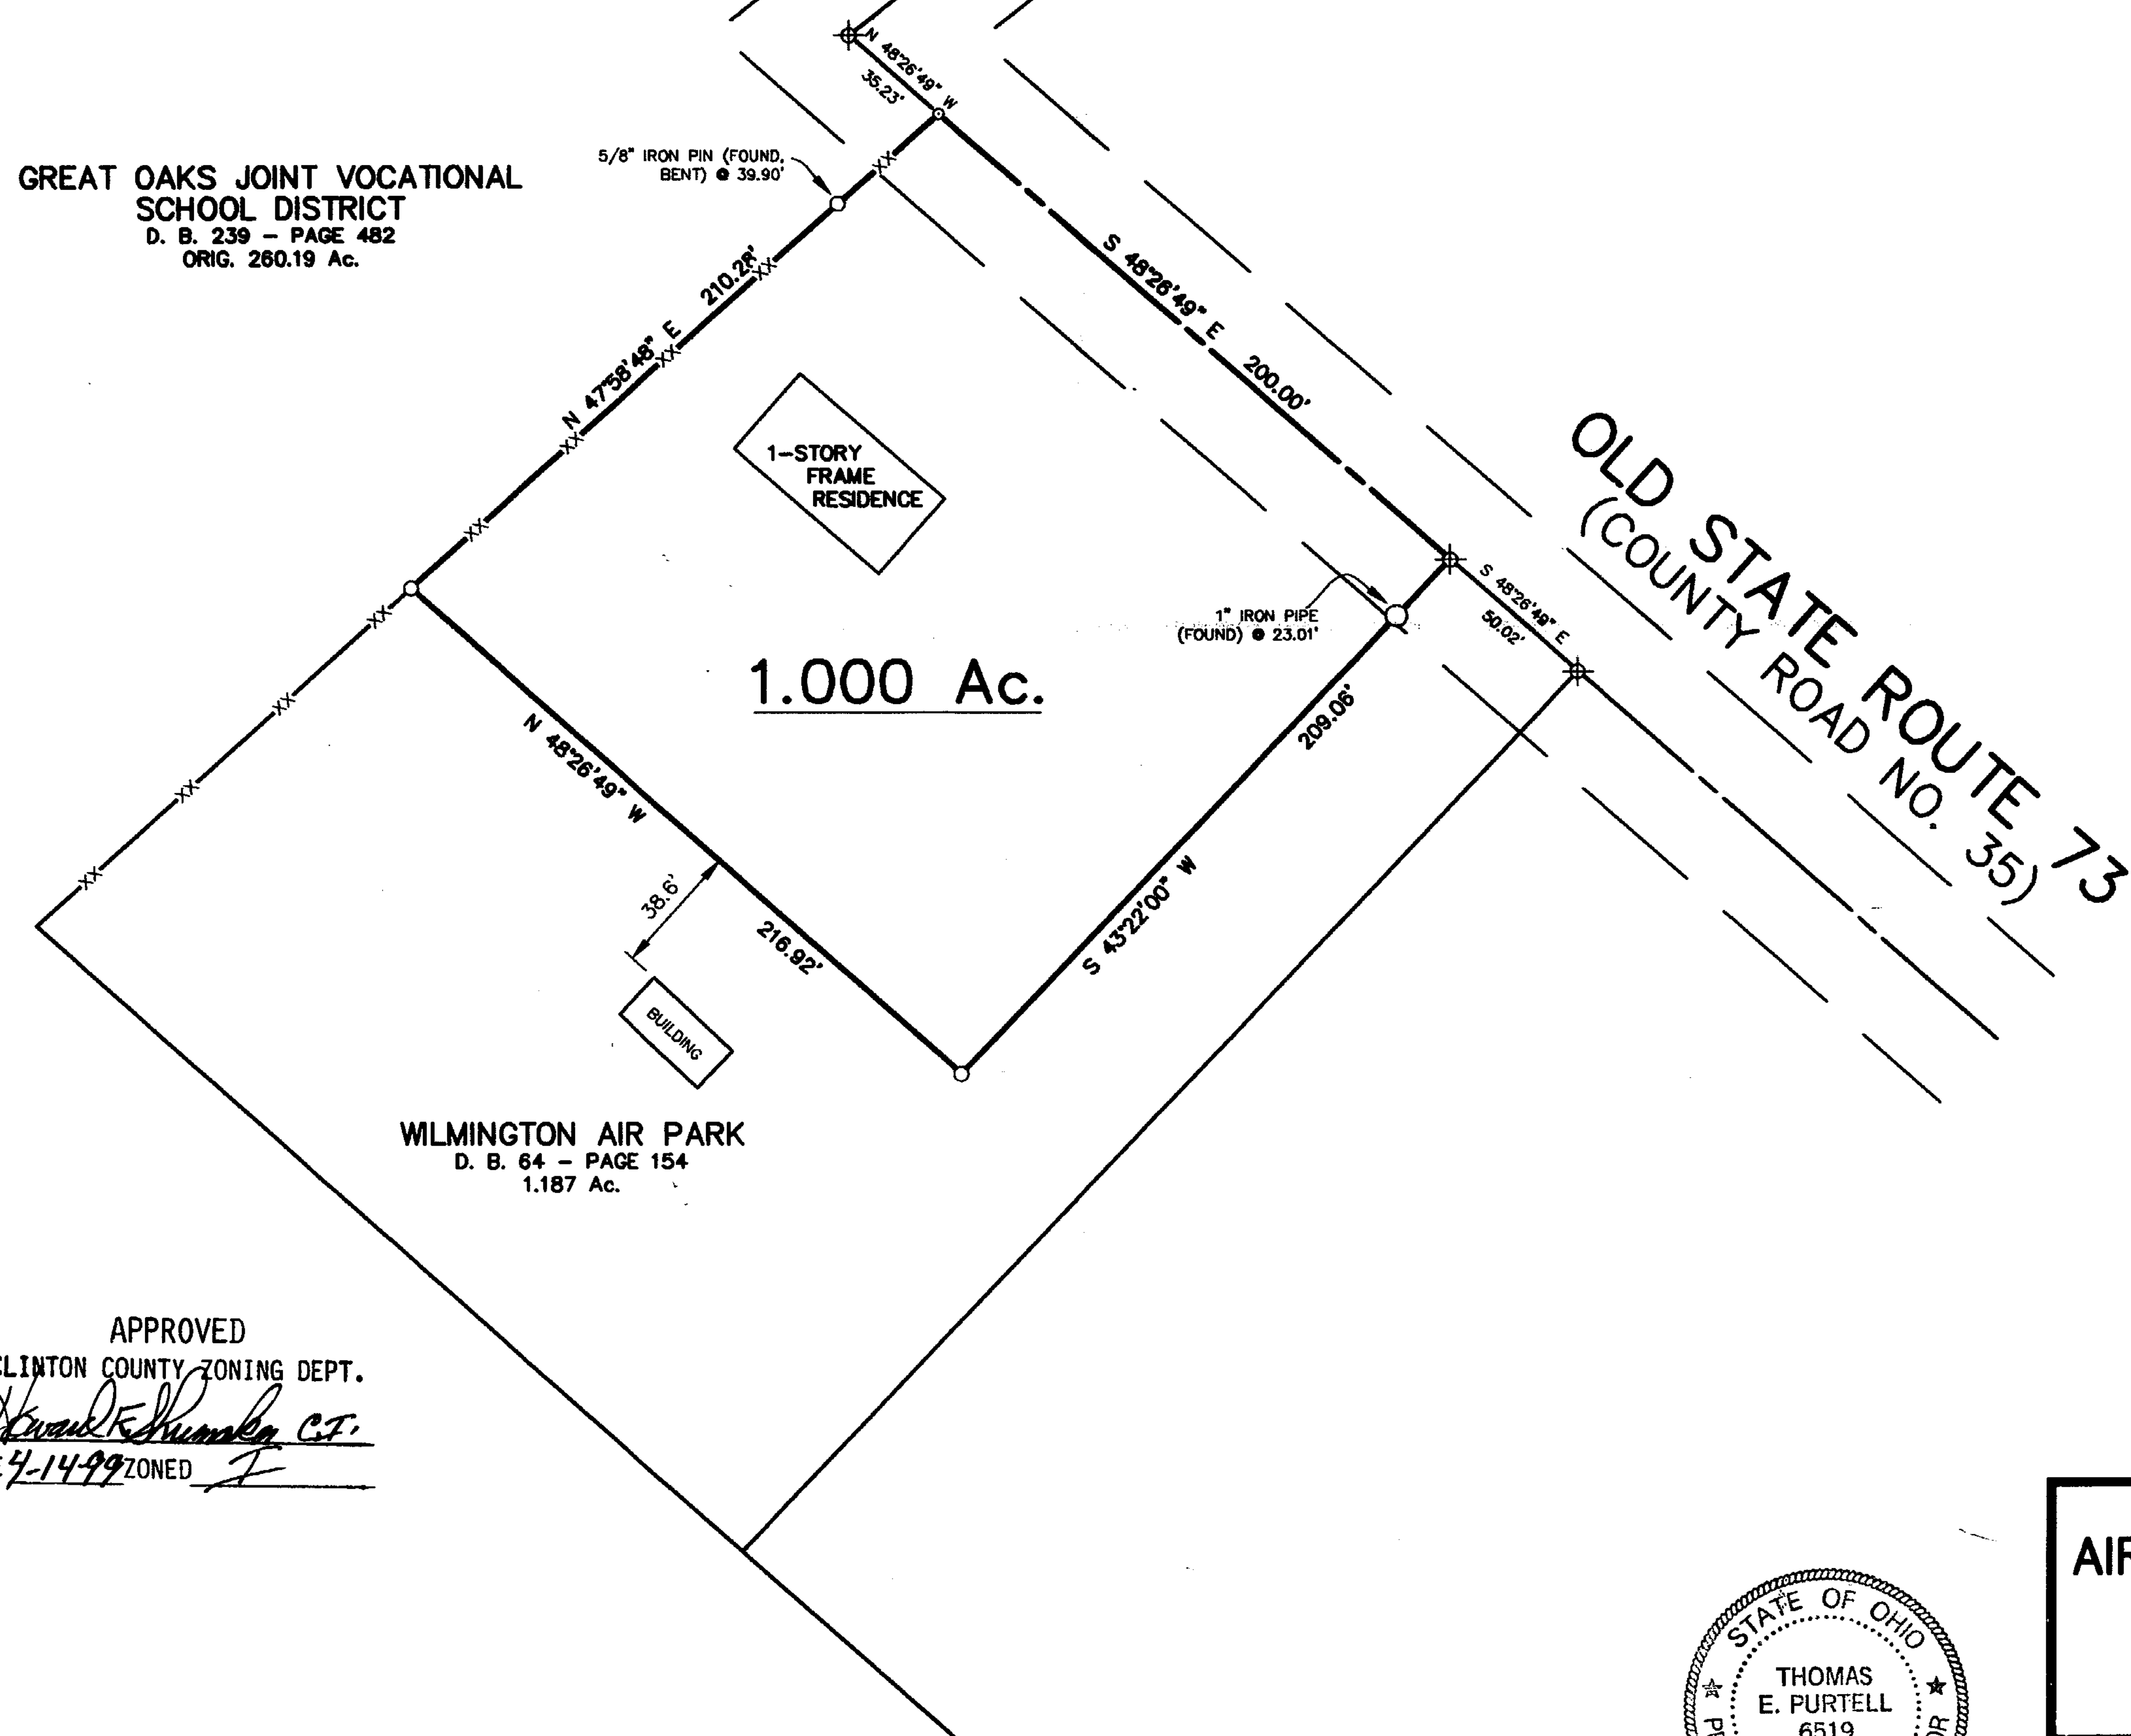 N 48°26'49" W
35.23'
5/8" IRON PIN (FOUND,
BENT) @ 39.90'
GREAT OAKS JOINT VOCATIONAL
SCHOOL DISTRICT
D. B. 239 — PAGE 482
ORIG. 260.19 Ac.
N 47°58'48" E 210.28'
S 48°26'49" E 200.00'
1-STORY
FRAME
RESIDENCE
OLD STATE ROUTE 73
(COUNTY ROAD NO. 35)
S 48°26'49" E
50.02'
1" IRON PIPE
(FOUND) @ 23.01'
1.000 Ac.
S 43°22'00" W 209.06'
N 48°26'49" W 216.92'
38.6'
BUILDING
WILMINGTON AIR PARK
D. B. 64 — PAGE 154
1.187 Ac.
APPROVED
CLINTON COUNTY ZONING DEPT.
C.I.
4-14-99 ZONED I
STATE OF OHIO
THOMAS
E. PURTELL
6519
AIR